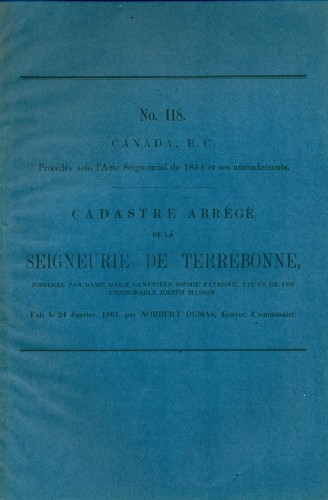 No. 118.
CANADA, B. C.
Procédés sous l'Acte Seigneurial de 1854 et ses amendements.
CADASTRE ABRÉGÉ
DE LA
SEIGNEURIE DE TERREBONNE,
POSSÉDÉE PAR DAME MARIE GENEVIÈVE SOPHIE RAYMOND, VEUVE DE FEU
L'HONORABLE JOSEPH MASSON
Fait le 24 Janvier, 1861, par NORBERT DUMAS, Ecuyer Commissaire.